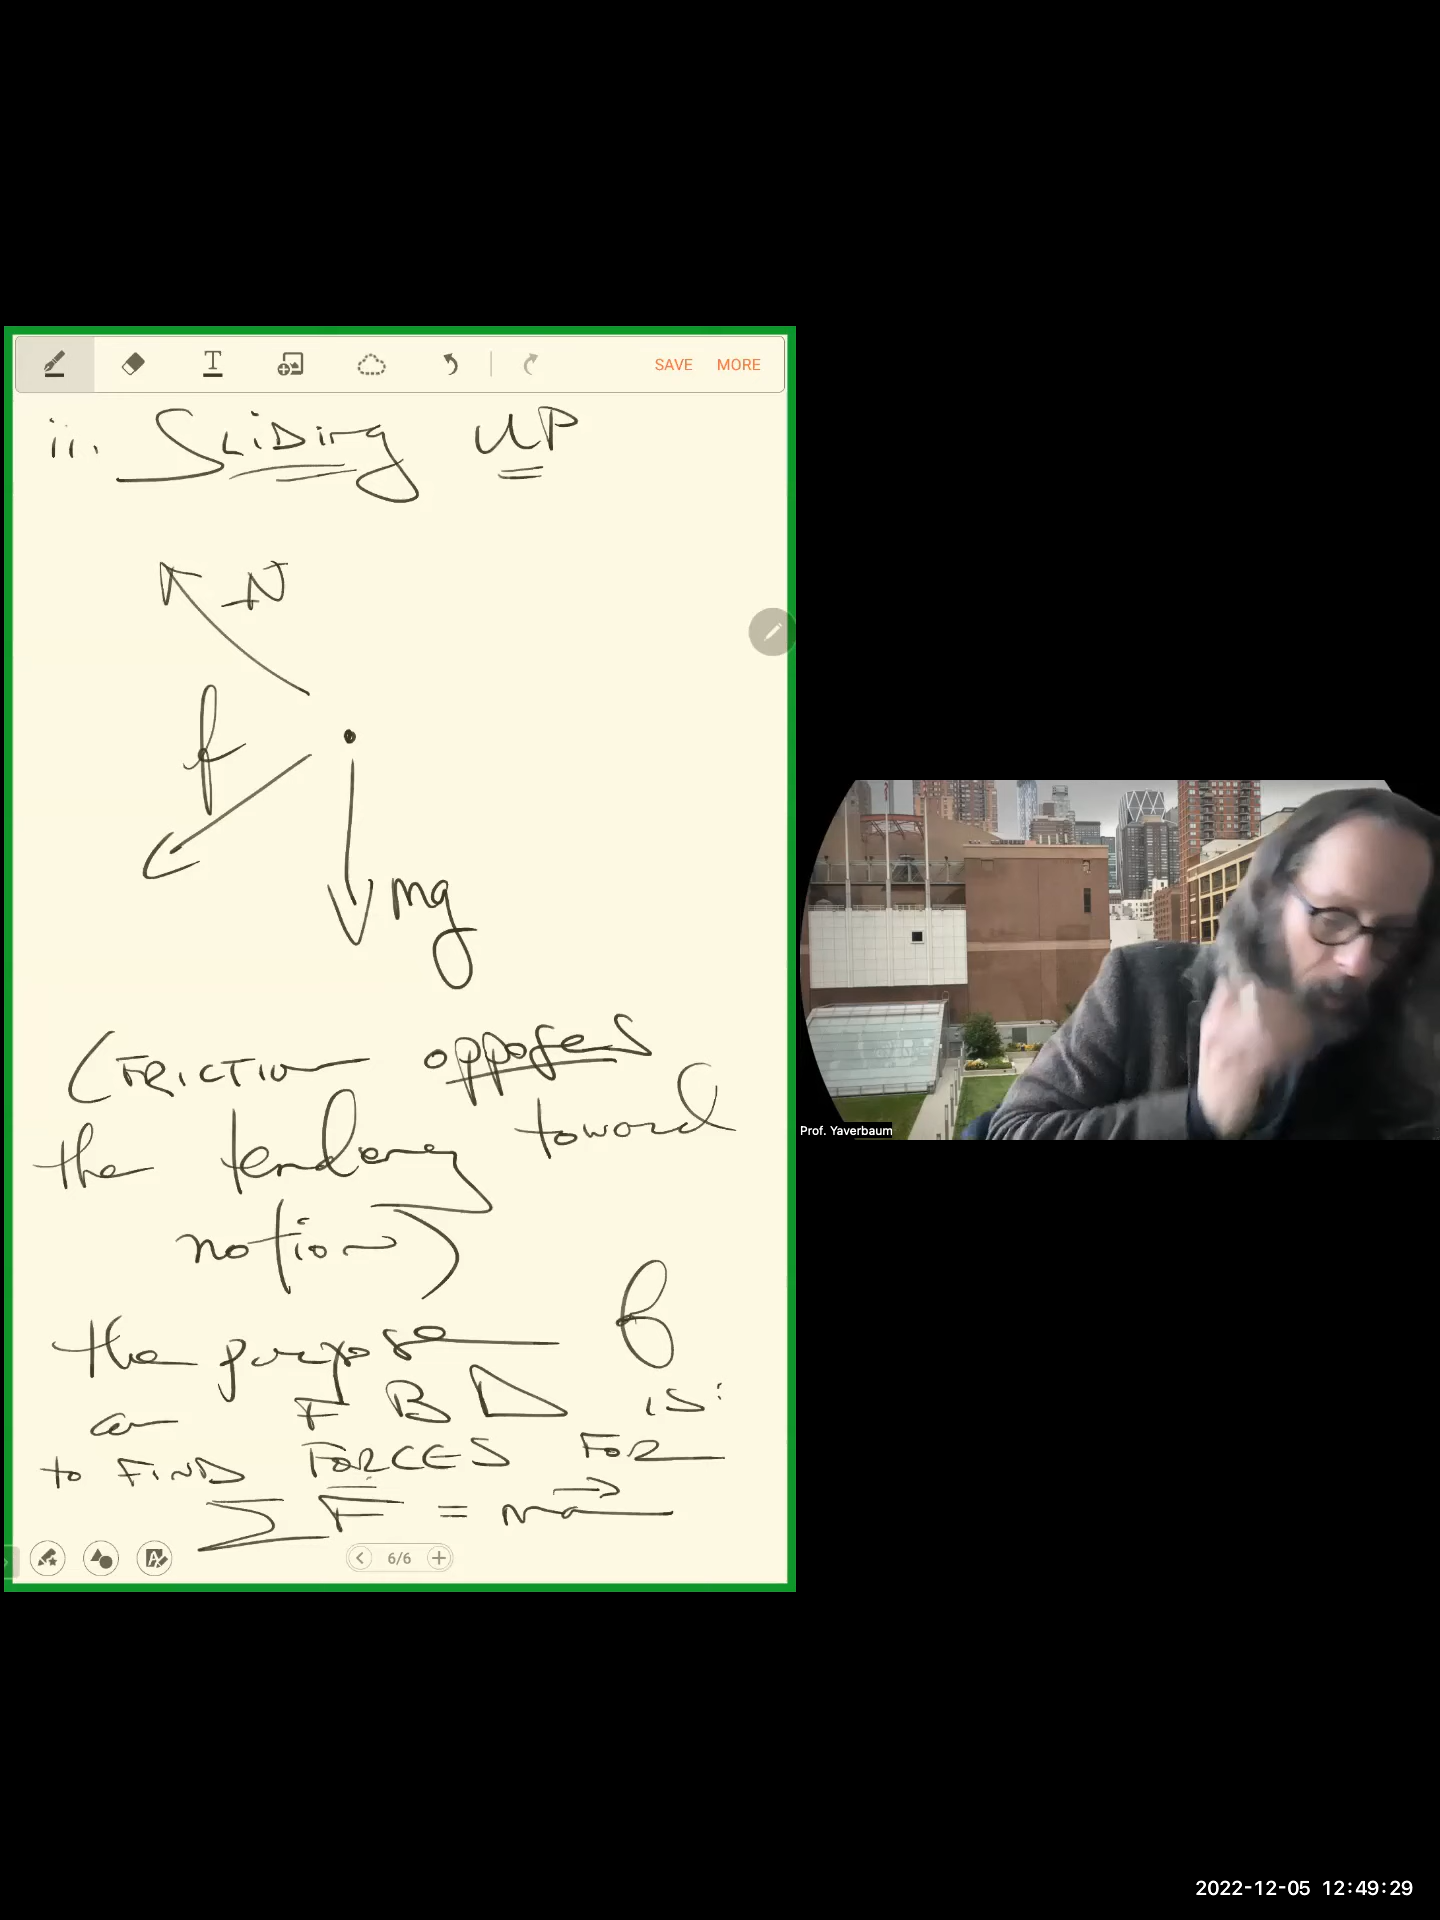 SAVE MORE
ii. SLiDing UP
N
f
mg
(FRICTION opposes
the tendency toward
motion)
the purpose of
an FBD is:
to FIND FORCES FOR
ΣF = ma
6/6
Prof. Yaverbaum
2022-12-05 12:49:29